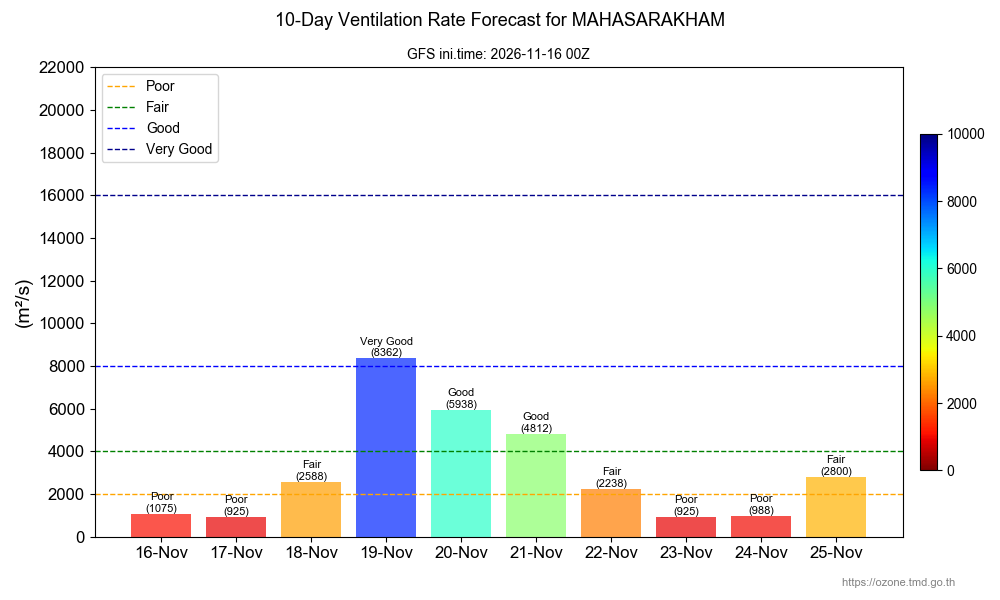 10-Day Ventilation Rate Forecast for MAHASARAKHAM
GFS ini.time: 2026-11-16 00Z
(m²/s)
22000
20000
18000
16000
14000
12000
10000
8000
6000
4000
2000
0
Poor
Fair
Good
Very Good
Poor
(1075)
Poor
(925)
Fair
(2588)
Very Good
(8362)
Good
(5938)
Good
(4812)
Fair
(2238)
Poor
(925)
Poor
(988)
Fair
(2800)
16-Nov
17-Nov
18-Nov
19-Nov
20-Nov
21-Nov
22-Nov
23-Nov
24-Nov
25-Nov
10000
8000
6000
4000
2000
0
https://ozone.tmd.go.th